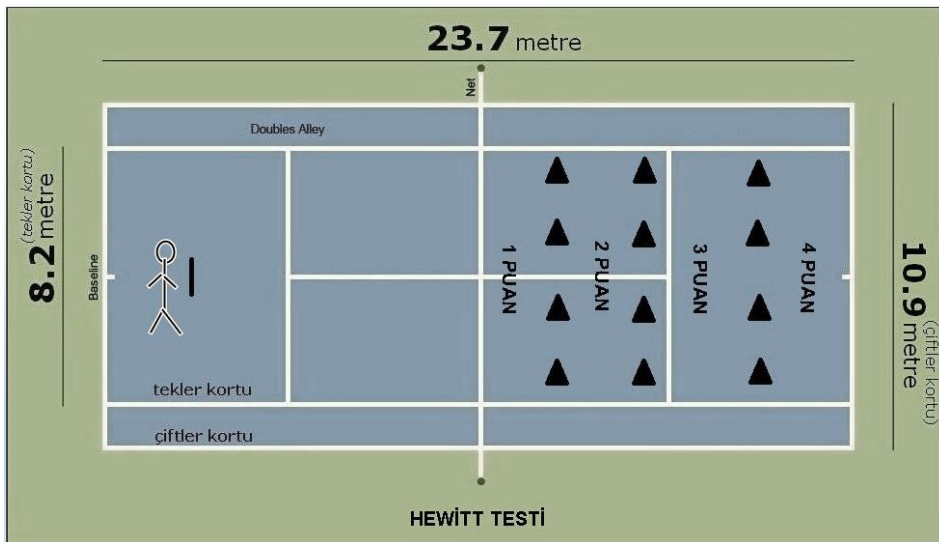 23.7 metre
Net
Doubles Alley
8.2 metre
(tekler kortu)
Baseline
1 PUAN
2 PUAN
3 PUAN
4 PUAN
10.9 metre
(çiftler kortu)
tekler kortu
çiftler kortu
HEWİTT TESTİ